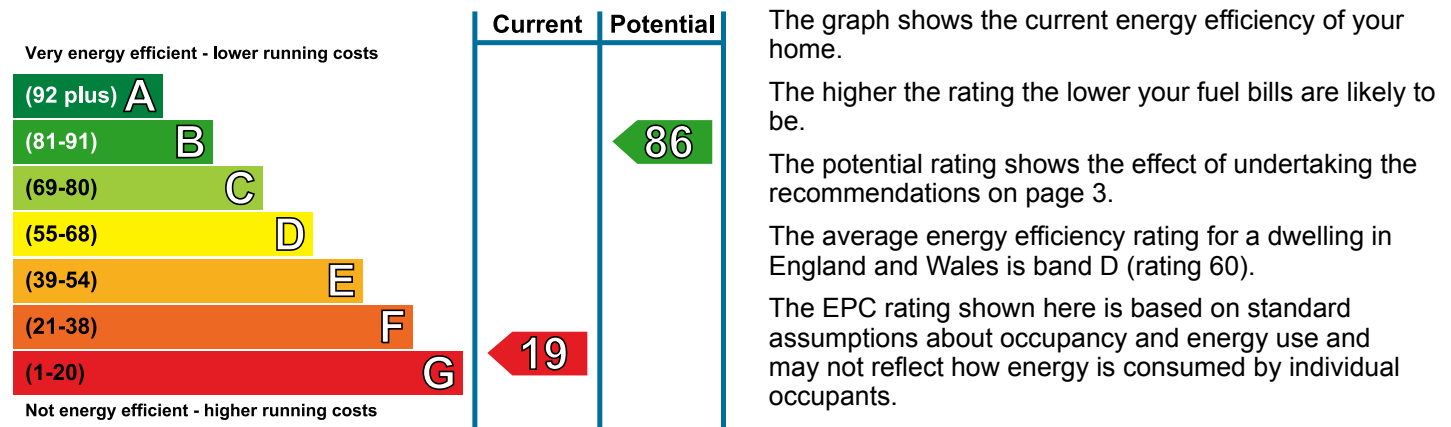 Current Potential
Very energy efficient - lower running costs
(92 plus) A
(81-91) B
86
(69-80) C
(55-68) D
(39-54) E
(21-38) F
19
(1-20) G
Not energy efficient - higher running costs
The graph shows the current energy efficiency of your
home.
The higher the rating the lower your fuel bills are likely to
be.
The potential rating shows the effect of undertaking the
recommendations on page 3.
The average energy efficiency rating for a dwelling in
England and Wales is band D (rating 60).
The EPC rating shown here is based on standard
assumptions about occupancy and energy use and
may not reflect how energy is consumed by individual
occupants.